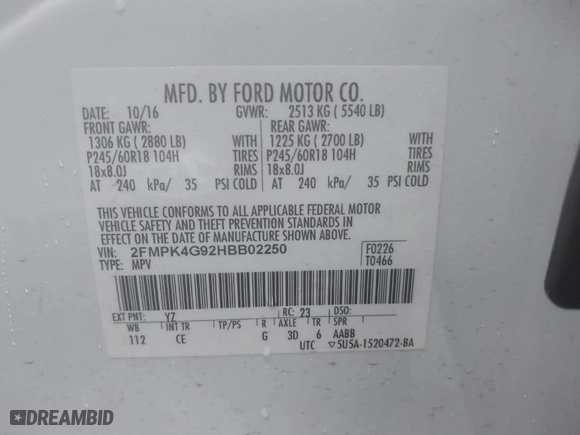 MFD. BY FORD MOTOR CO.
DATE: 10/16 GVWR: 2513 KG ( 5540 LB)
FRONT GAWR: REAR GAWR:
1306 KG ( 2880 LB) WITH 1225 KG ( 2700 LB) WITH
P245/60R18 104H TIRES P245/60R18 104H TIRES
18x8.0J RIMS 18x8.0J RIMS
AT 240 kPa/ 35 PSI COLD AT 240 kPa/ 35 PSI COLD
THIS VEHICLE CONFORMS TO ALL APPLICABLE FEDERAL MOTOR
VEHICLE SAFETY AND THEFT PREVENTION STANDARDS IN
EFFECT ON THE DATE OF MANUFACTURE SHOWN ABOVE.
VIN: 2FMPK4G92HBB02250 F0226
TYPE: MPV T0466
EXT PNT: YZ RC: 23 DSO:
WB INT TR TP/PS R AXLE TR SPR
112 CE G 3D 6 AABB
UTC ▽5U5A-1520472-BA
DREAMBID